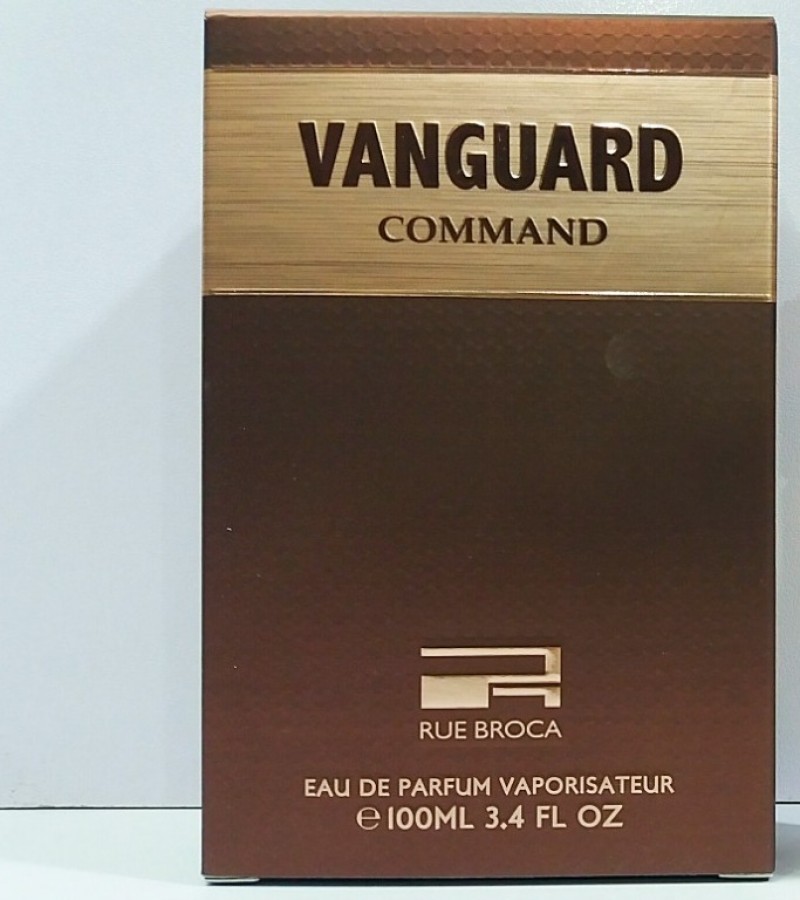 VANGUARD
COMMAND
RUE BROCA
EAU DE PARFUM VAPORISATEUR
℮100ML 3.4 FL OZ